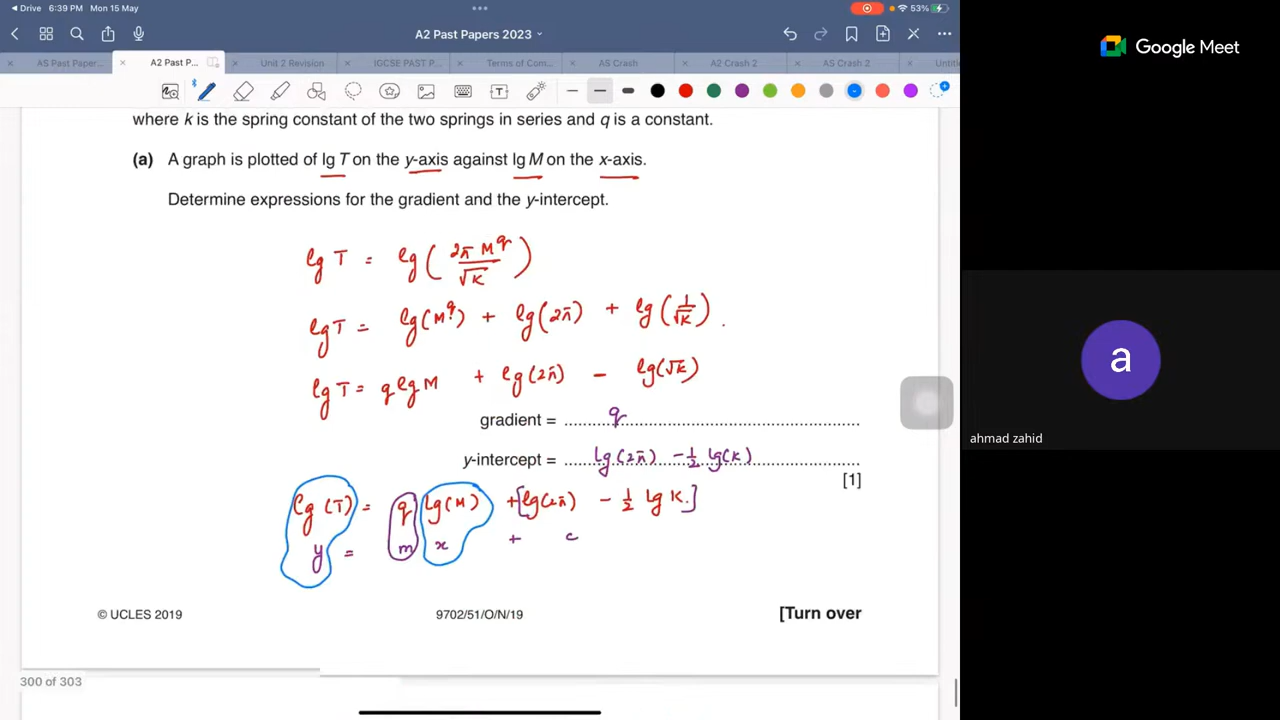 Drive 6:39 PM Mon 15 May 53%
A2 Past Papers 2023
AS Past Paper... A2 Past P... Unit 2 Revision IGCSE PAST P... Terms of Com... AS Crash A2 Crash 2 AS Crash 2 Untitl
Google Meet
where k is the spring constant of the two springs in series and q is a constant.
(a) A graph is plotted of lg T on the y-axis against lg M on the x-axis.
Determine expressions for the gradient and the y-intercept.
lg T = lg ( 2π M^q / √K )
lg T = lg(M^q) + lg(2π) + lg(1/√K) .
lg T = q lg M + lg(2π) − lg(√K)
gradient = q
y-intercept = lg(2π) − ½ lg(K)
[1]
lg(T) = q lg(M) + [lg(2π) − ½ lg K.]
y = m x + c
© UCLES 2019 9702/51/O/N/19 [Turn over
300 of 303
a
ahmad zahid